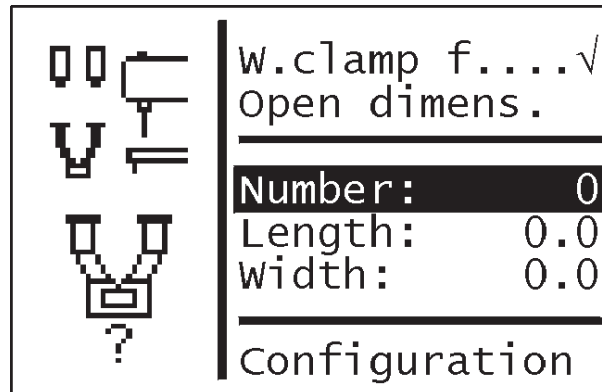 W.clamp f....√
Open dimens.
Number: 0
Length: 0.0
Width: 0.0
Configuration
?